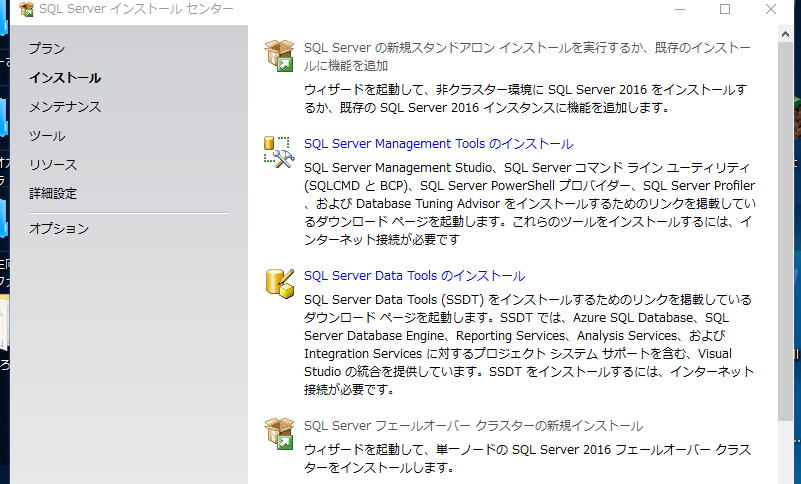 SQL Server インストール センター
プラン
インストール
メンテナンス
ツール
リソース
詳細設定
オプション
SQL Server の新規スタンドアロン インストールを実行するか、既存のインストー
ルに機能を追加
ウィザードを起動して、非クラスター環境に SQL Server 2016 をインストールす
るか、既存の SQL Server 2016 インスタンスに機能を追加します。
SQL Server Management Tools のインストール
SQL Server Management Studio、SQL Server コマンド ライン ユーティリティ
(SQLCMD と BCP)、SQL Server PowerShell プロバイダー、SQL Server Profiler
、および Database Tuning Advisor をインストールするためのリンクを掲載してい
るダウンロード ページを起動します。これらのツールをインストールするには、イ
ンターネット接続が必要です
SQL Server Data Tools のインストール
SQL Server Data Tools (SSDT) をインストールするためのリンクを掲載している
ダウンロード ページを起動します。SSDT では、Azure SQL Database、SQL
Server Database Engine、Reporting Services、Analysis Services、および
Integration Services に対するプロジェクト システム サポートを含む、Visual
Studio の統合を提供しています。SSDT をインストールするには、インターネット
接続が必要です。
SQL Server フェールオーバー クラスターの新規インストール
ウィザードを起動して、単一ノードの SQL Server 2016 フェールオーバー クラス
ターをインストールします。